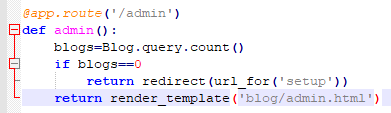 @app.route('/admin')
def admin():
    blogs=Blog.query.count()
    if blogs==0
        return redirect(url_for('setup'))
    return render_template('blog/admin.html')